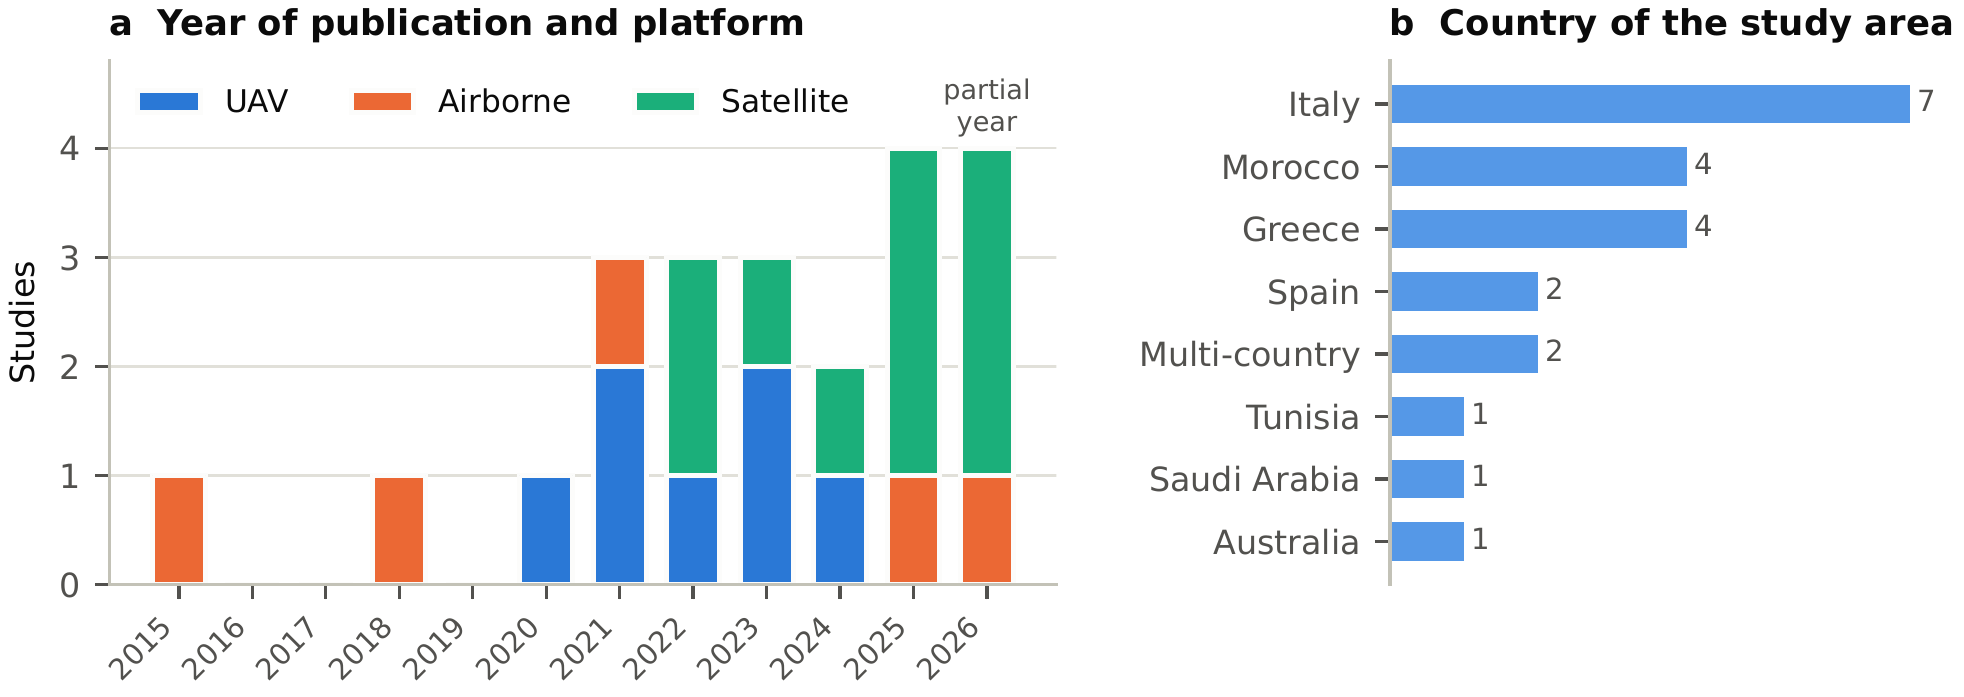 a Year of publication and platform
UAV
Airborne
Satellite
partial
year
Studies
4
3
2
1
0
2015
2016
2017
2018
2019
2020
2021
2022
2023
2024
2025
2026
b Country of the study area
Italy 7
Morocco 4
Greece 4
Spain 2
Multi-country 2
Tunisia 1
Saudi Arabia 1
Australia 1